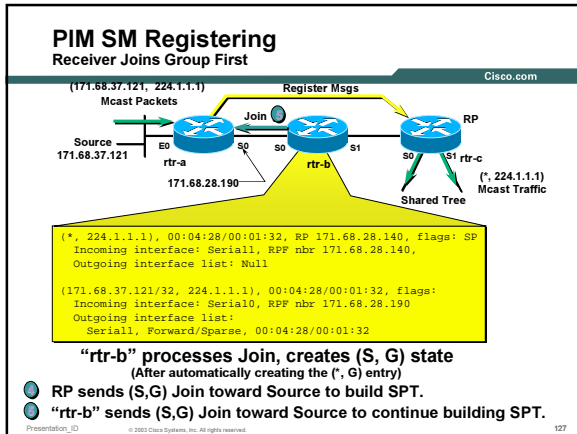 PIM SM Registering
Receiver Joins Group First
Cisco.com
(171.68.37.121, 224.1.1.1)
Mcast Packets
Register Msgs
Join 5
RP
Source
171.68.37.121
E0
S0
S0
S1
S0
S1
rtr-a
rtr-b
rtr-c
171.68.28.190
(*, 224.1.1.1)
Mcast Traffic
Shared Tree
(*, 224.1.1.1), 00:04:28/00:01:32, RP 171.68.28.140, flags: SP
Incoming interface: Serial1, RPF nbr 171.68.28.140,
Outgoing interface list: Null
(171.68.37.121/32, 224.1.1.1), 00:04:28/00:01:32, flags:
Incoming interface: Serial0, RPF nbr 171.68.28.190
Outgoing interface list:
Serial1, Forward/Sparse, 00:04:28/00:01:32
“rtr-b” processes Join, creates (S, G) state
(After automatically creating the (*, G) entry)
4 RP sends (S,G) Join toward Source to build SPT.
5 “rtr-b” sends (S,G) Join toward Source to continue building SPT.
Presentation_ID
© 2003 Cisco Systems, Inc. All rights reserved.
127